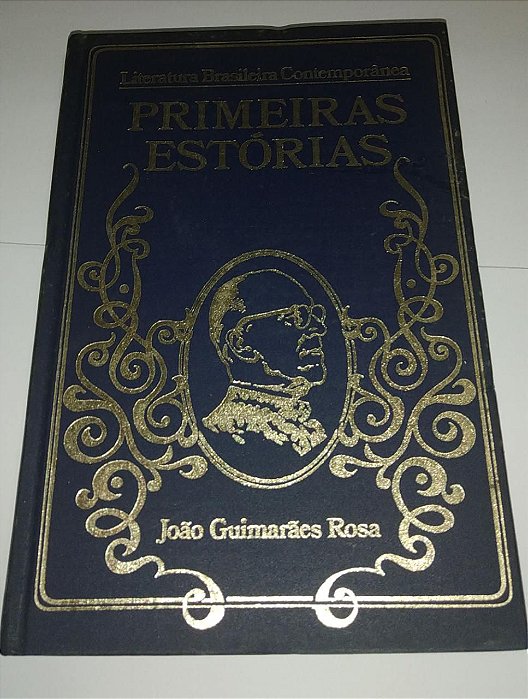 Literatura Brasileira Contemporânea
PRIMEIRAS
ESTÓRIAS
João Guimarães Rosa